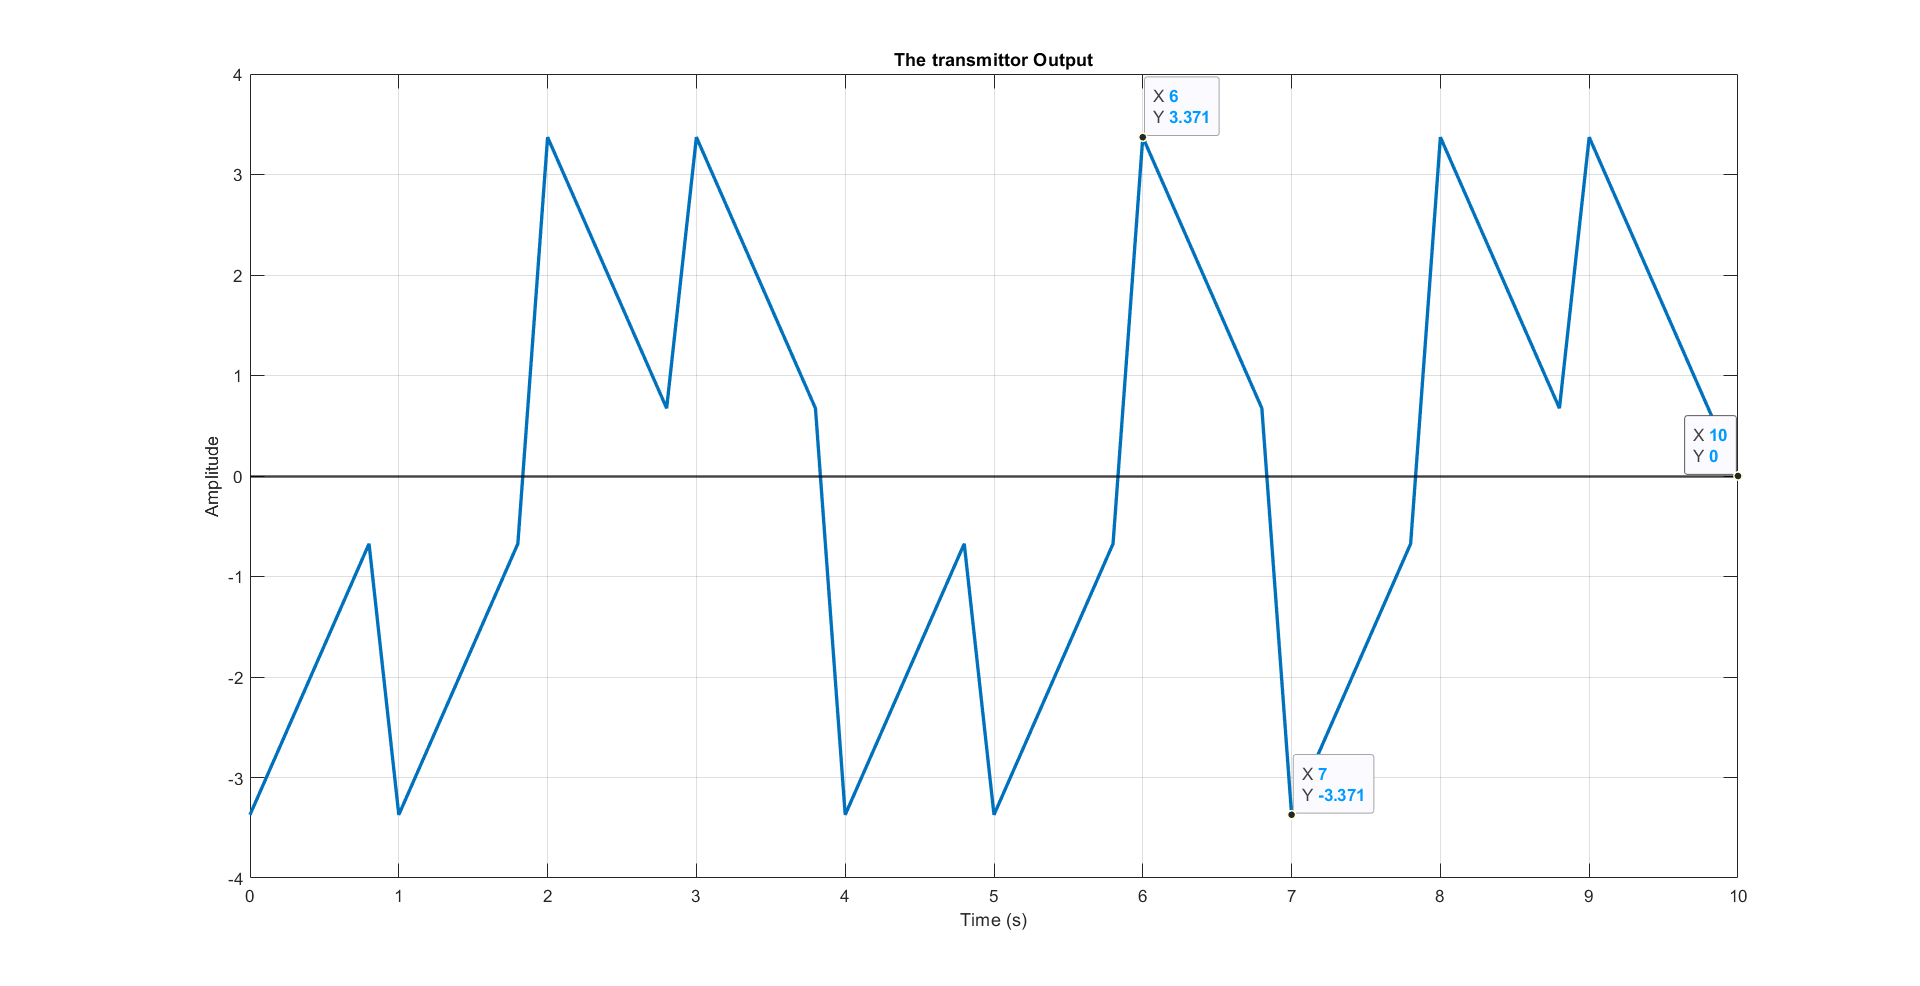 The transmittor Output
4
3
2
1
0
-1
-2
-3
-4
Amplitude
X 6
Y 3.371
X 10
Y 0
X 7
Y -3.371
0 1 2 3 4 5 6 7 8 9 10
Time (s)